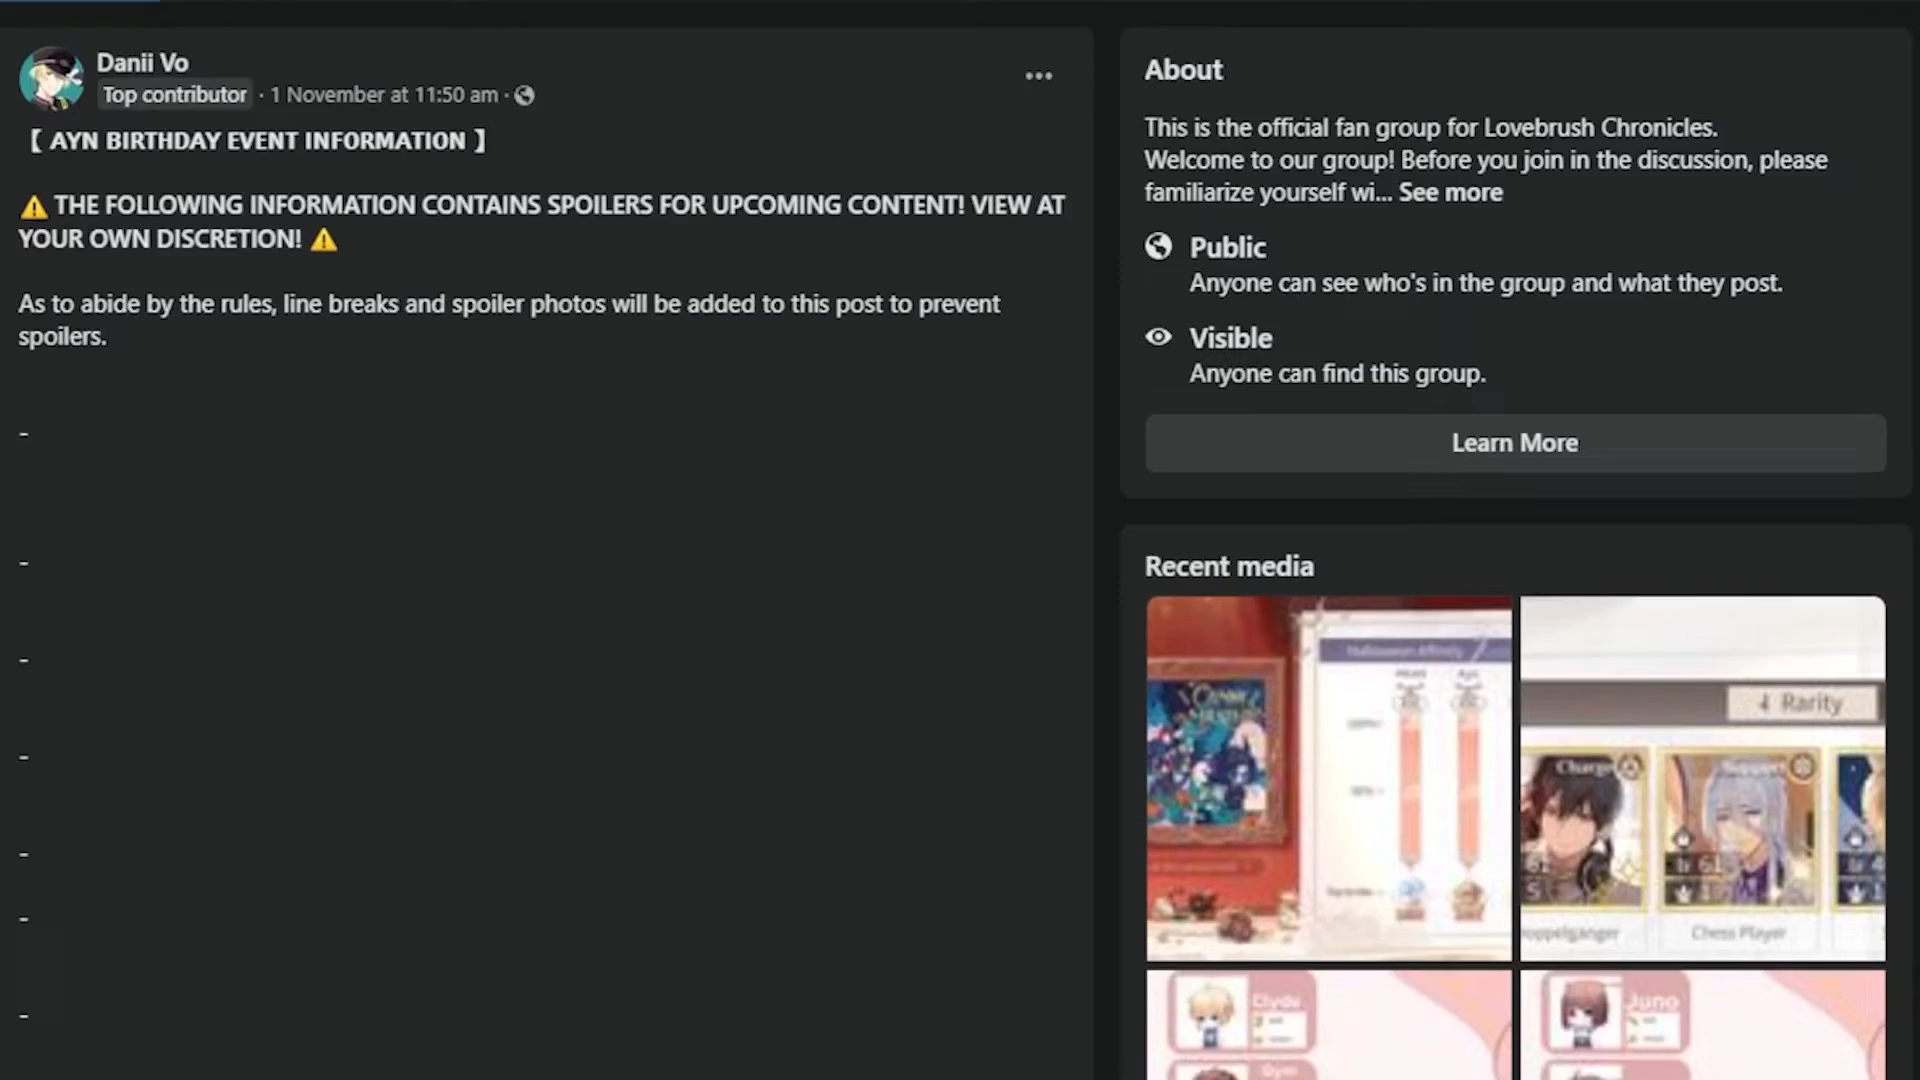 Danii Vo
Top contributor · 1 November at 11:50 am ·
【 AYN BIRTHDAY EVENT INFORMATION 】
⚠️ THE FOLLOWING INFORMATION CONTAINS SPOILERS FOR UPCOMING CONTENT! VIEW AT
YOUR OWN DISCRETION! ⚠️
As to abide by the rules, line breaks and spoiler photos will be added to this post to prevent
spoilers.
-
-
-
-
-
-
-
About
This is the official fan group for Lovebrush Chronicles.
Welcome to our group! Before you join in the discussion, please
familiarize yourself wi... See more
Public
Anyone can see who's in the group and what they post.
Visible
Anyone can find this group.
Learn More
Recent media
Halloween Affinity
Rarity
Chess Player
Clyde
Juno